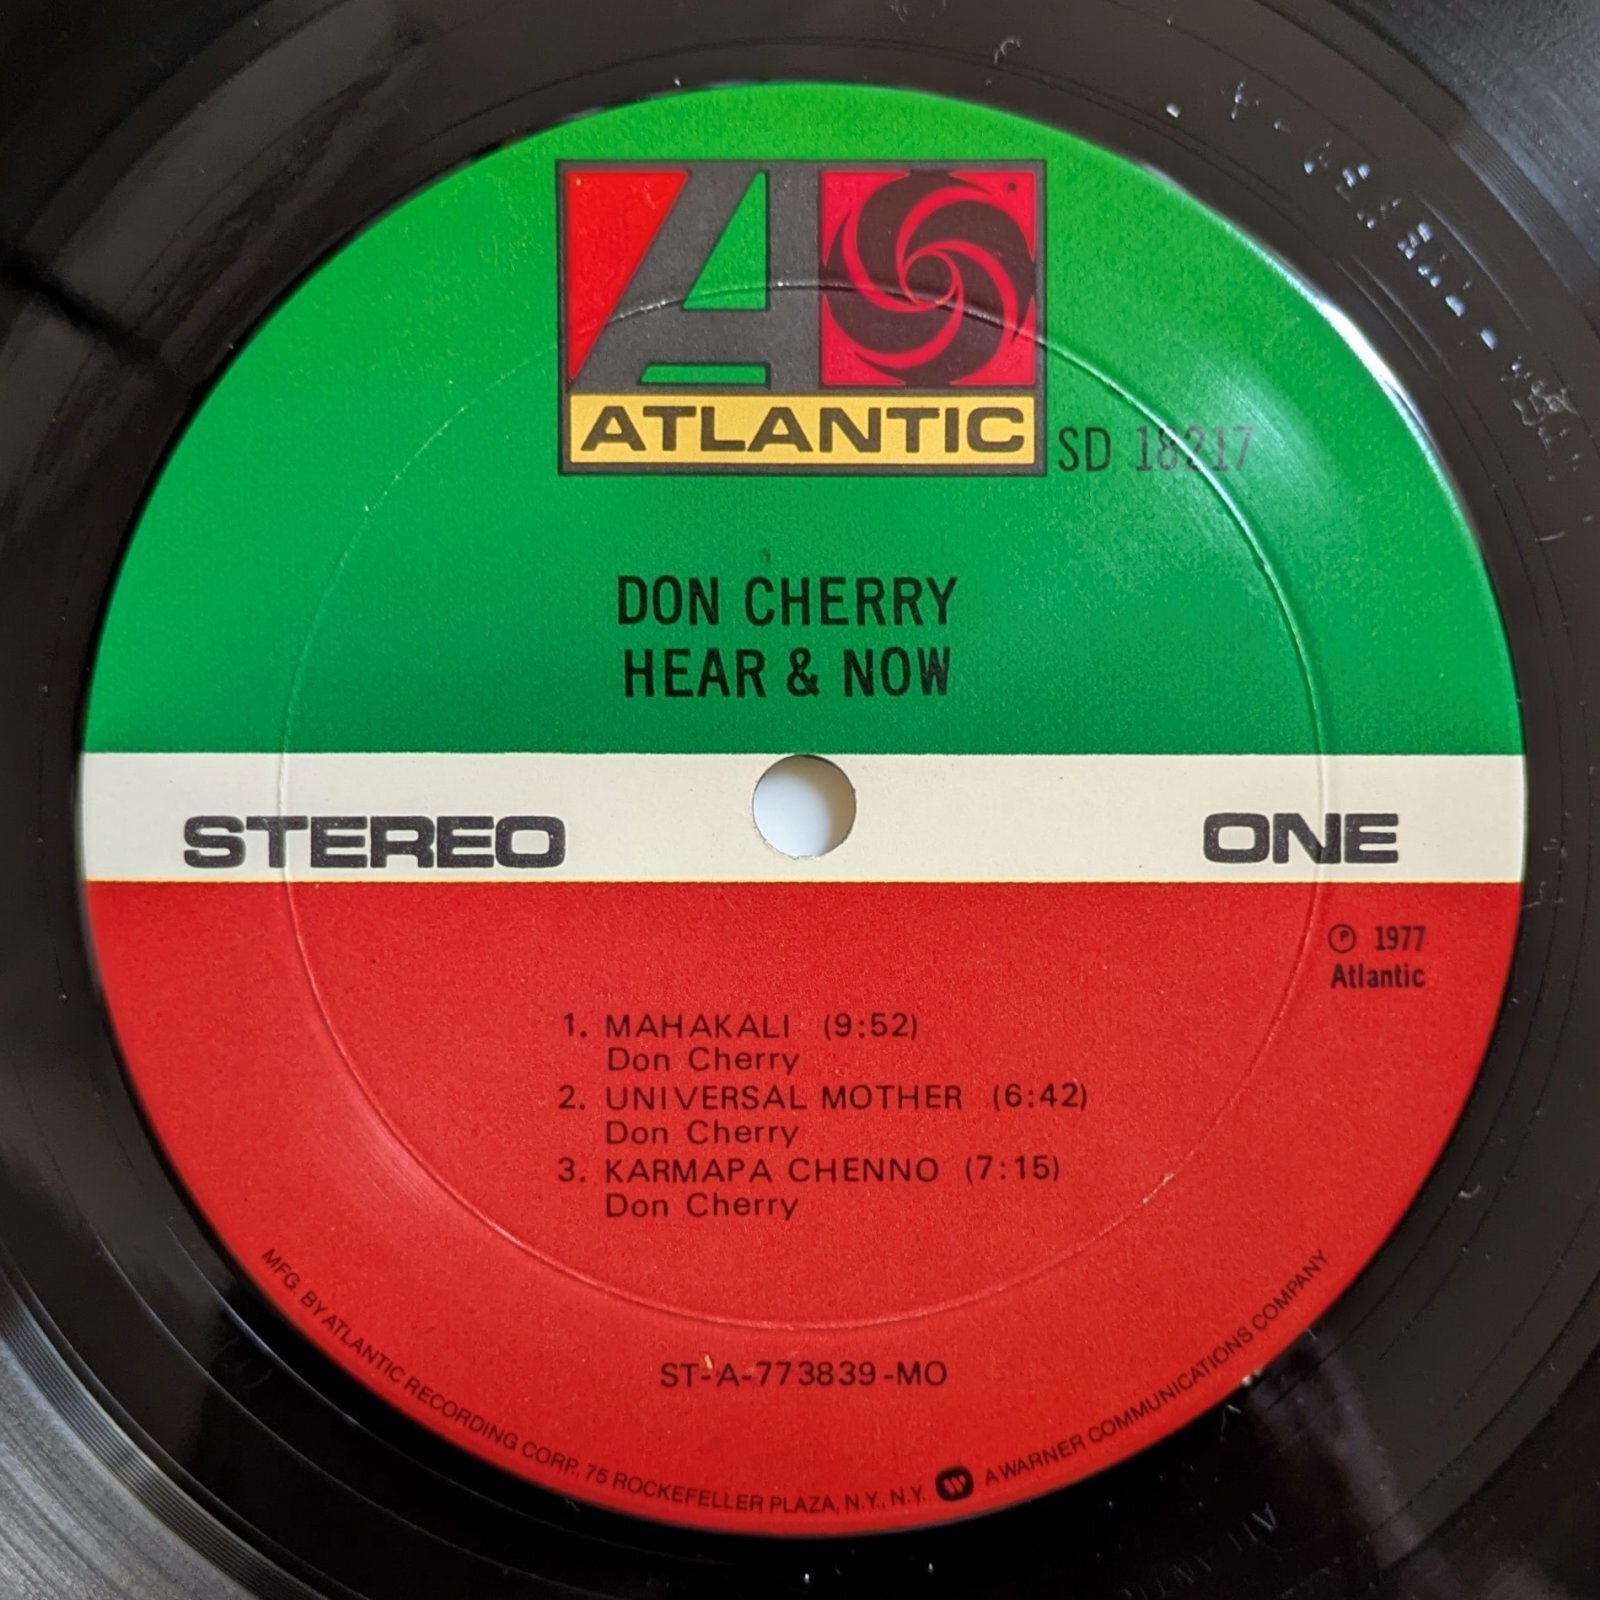 ATLANTIC
SD 18217
DON CHERRY
HEAR & NOW
STEREO
ONE
℗ 1977
Atlantic
1. MAHAKALI (9:52)
Don Cherry
2. UNIVERSAL MOTHER (6:42)
Don Cherry
3. KARMAPA CHENNO (7:15)
Don Cherry
ST-A-773839-MO
MFG. BY ATLANTIC RECORDING CORP., 75 ROCKEFELLER PLAZA, N.Y., N.Y. A WARNER COMMUNICATIONS COMPANY